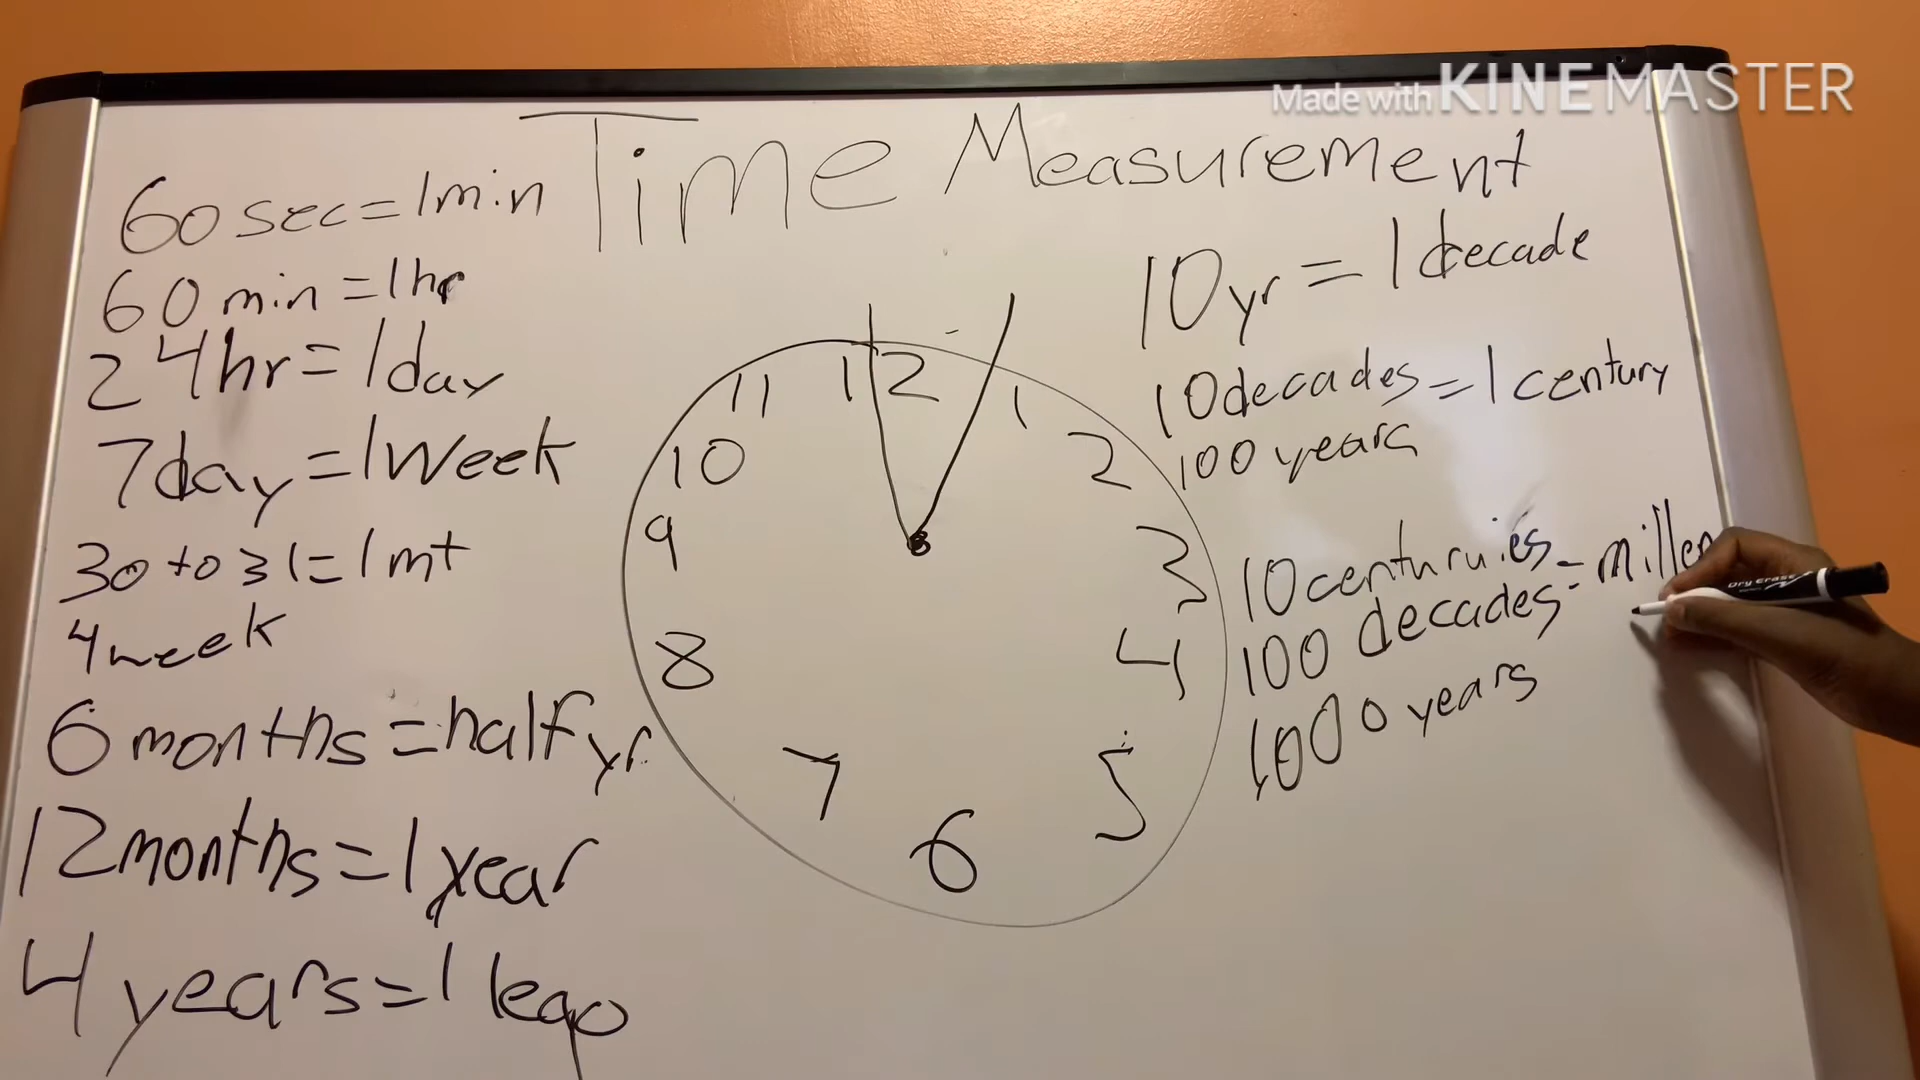 Made with KINEMASTER
Time Measurement
60 sec = 1 min
60 min = 1 hr
24 hr = 1 day
7 day = 1 week
30 to 31 = 1 mt
4 week
6 months = half yr.
12 months = 1 year
4 years = 1
12
1
2
3
4
5
6
7
8
9
10
11
10 yr = 1 decade
10 decades = 1 century
100 years
10 centuruies = millen
100 decades
1000 years
Dry Erase